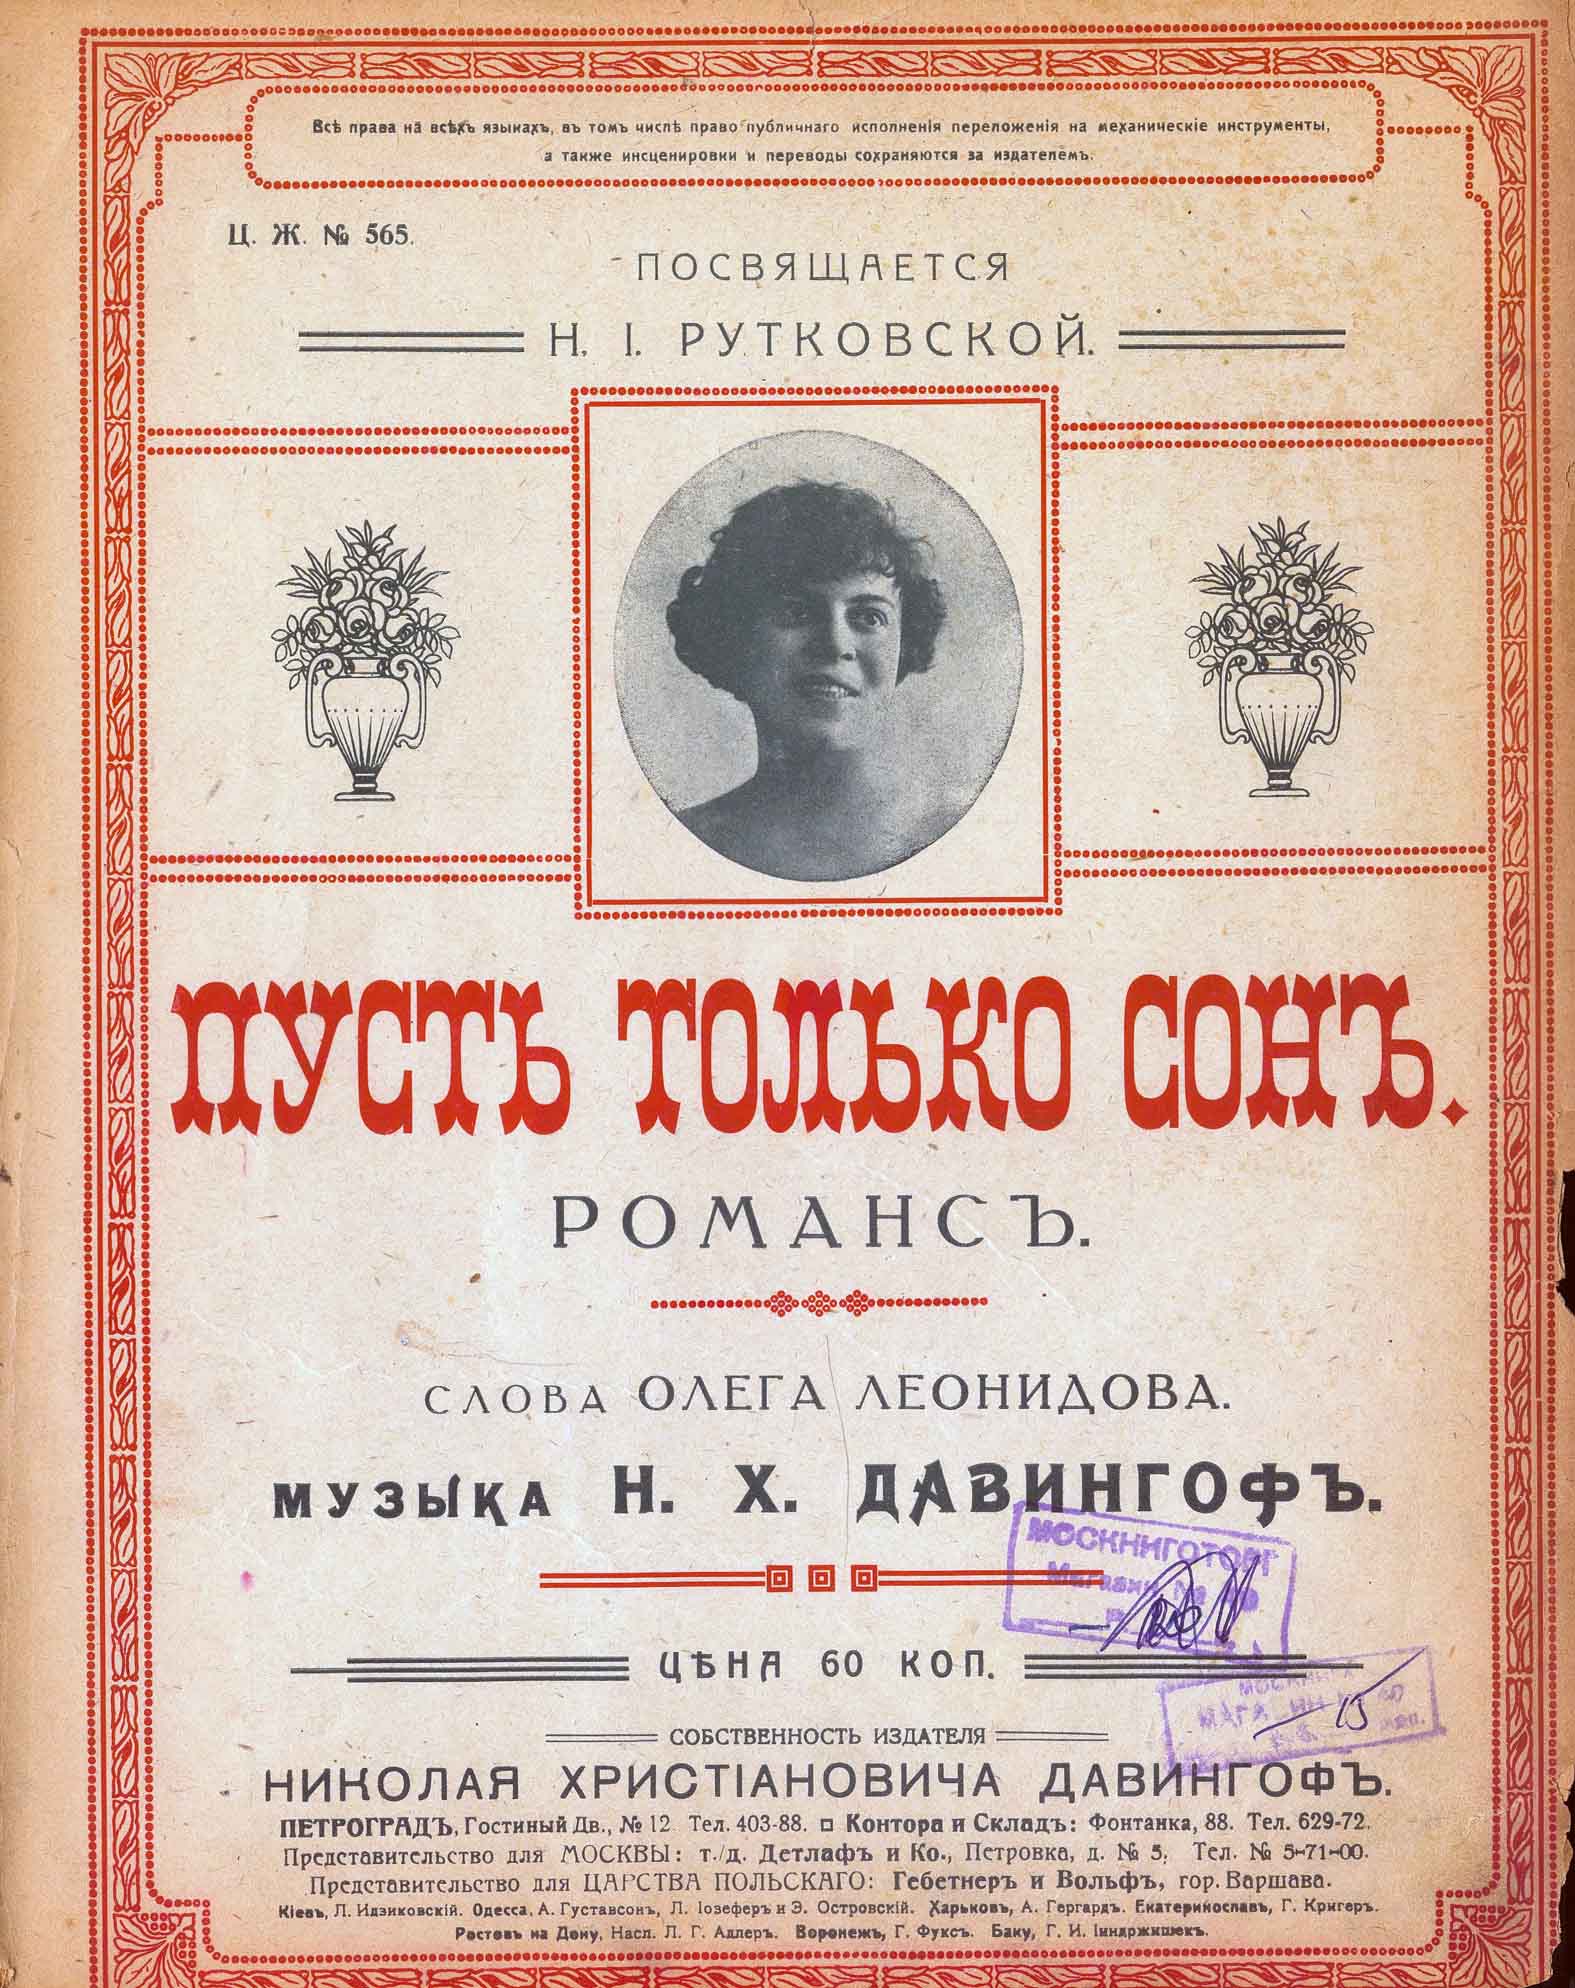 Всѣ права на всѣхъ языкахъ, въ томъ числѣ право публичнаго исполненія переложенія на механическіе инструменты,
а также инсценировки и переводы сохраняются за издателемъ.
Ц. Ж. № 565.
ПОСВЯЩАЕТСЯ
Н. І. РУТКОВСКОЙ.
ПУСТЬ ТОЛЬКО СОНЪ.
РОМАНСЪ.
СЛОВА ОЛЕГА ЛЕОНИДОВА.
МУЗЫКА Н. Х. ДАВИНГОФЪ.
МОСКНИГОТОРГ
Магазин №
ЦѢНА 60 КОП.
15
СОБСТВЕННОСТЬ ИЗДАТЕЛЯ
НИКОЛАЯ ХРИСТІАНОВИЧА ДАВИНГОФЪ.
ПЕТРОГРАДЪ, Гостиный Дв., № 12 Тел. 403-88. Контора и Складъ: Фонтанка, 88. Тел. 629-72.
Представительство для МОСКВЫ: т./д. Детлафъ и Ко., Петровка, д. № 5. Тел. № 5-71-00.
Представительство для ЦАРСТВА ПОЛЬСКАГО: Гебетнеръ и Вольфъ, гор. Варшава.
Кіевъ, Л. Идзиковскій. Одесса, А. Густавсонъ, Л. Іозеферъ и Э. Островскій. Харьковъ, А. Гергардъ. Екатеринославъ, Г. Кригеръ.
Ростовъ на Дону, Насл. Л. Г. Адлеръ. Воронежъ, Г. Фуксъ. Баку, Г. И. Іиндржишекъ.